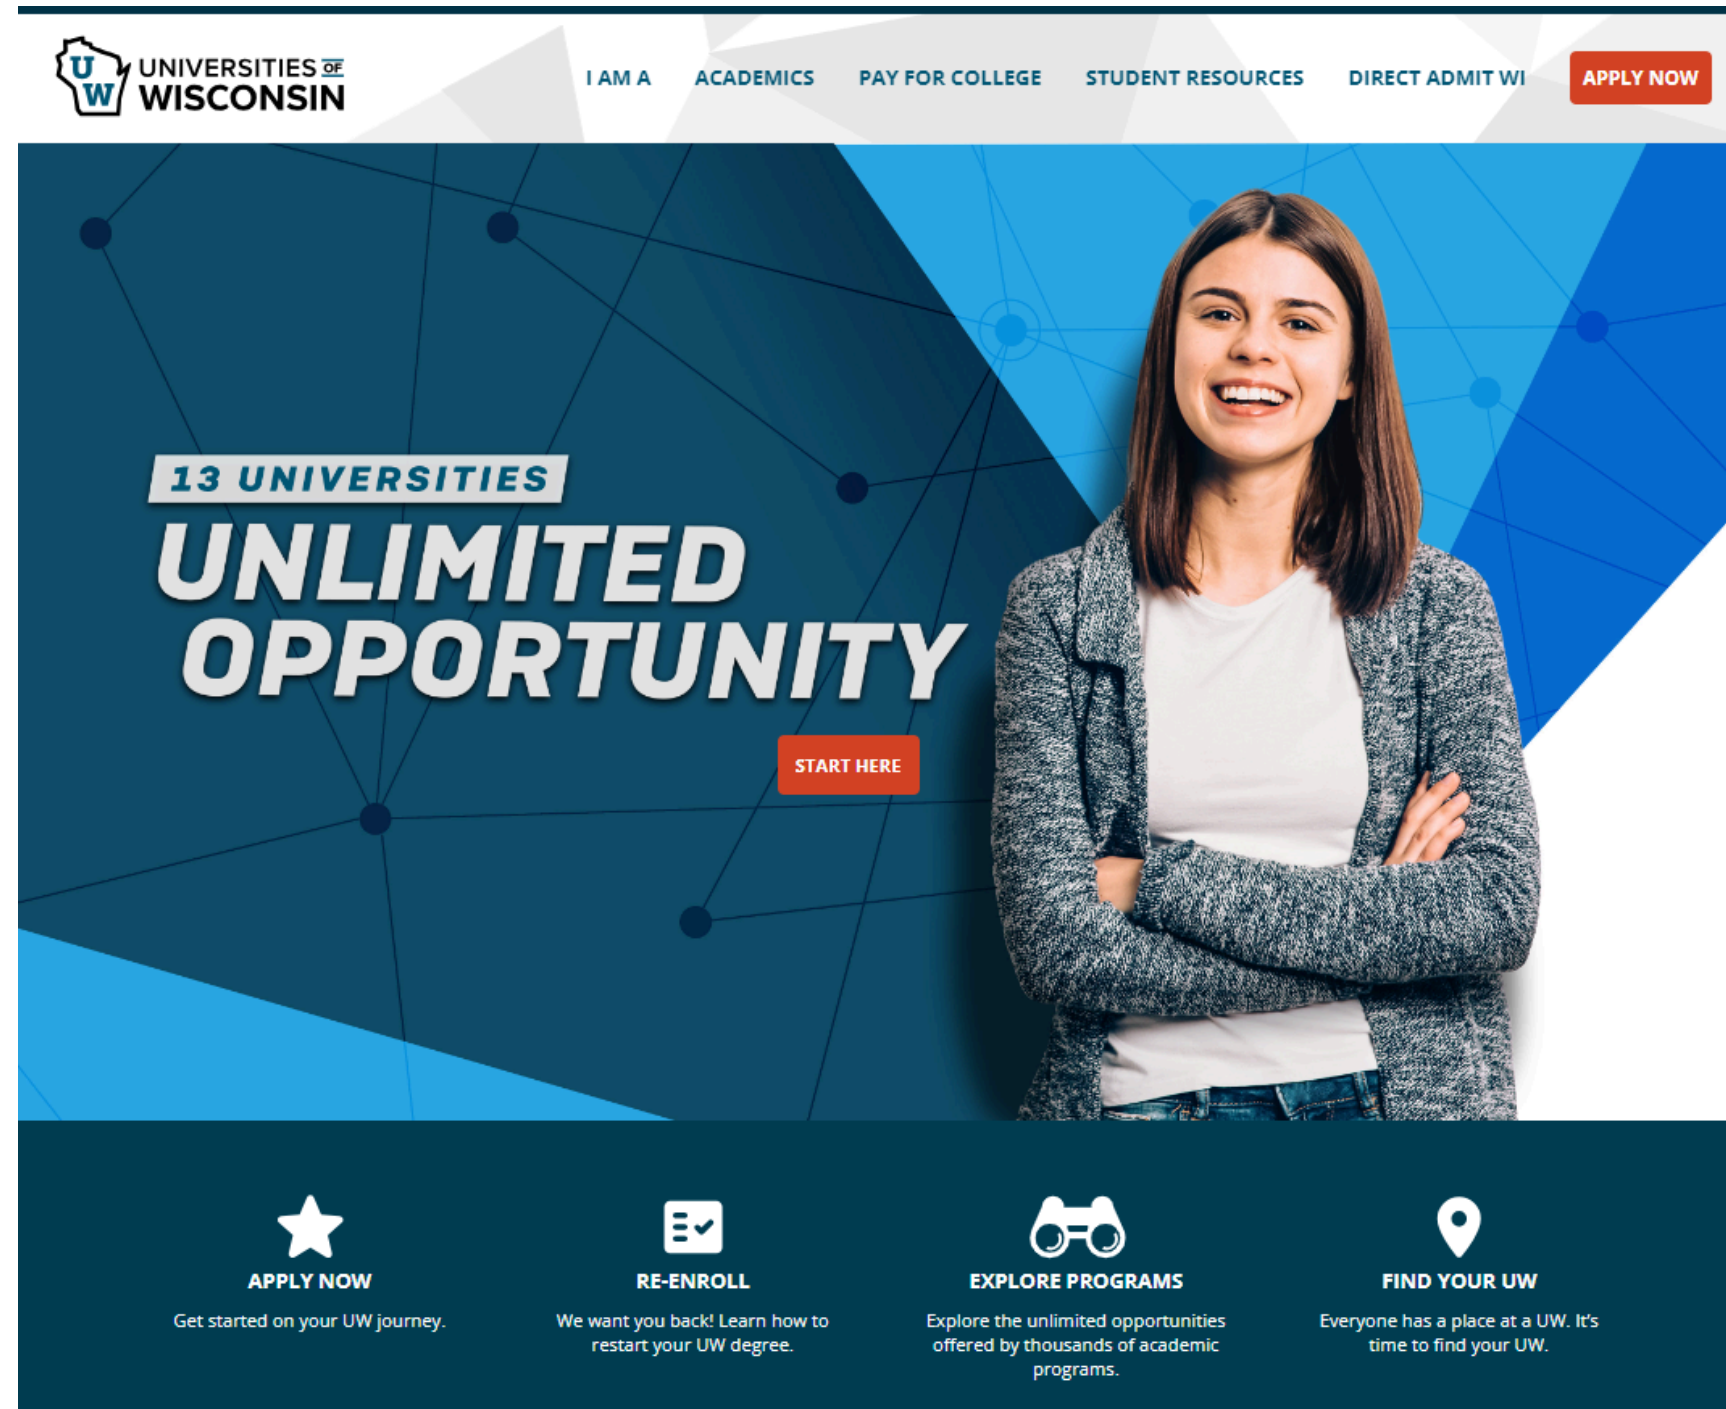 U
W
UNIVERSITIES OF
WISCONSIN
I AM A
ACADEMICS
PAY FOR COLLEGE
STUDENT RESOURCES
DIRECT ADMIT WI
APPLY NOW
13 UNIVERSITIES
UNLIMITED
OPPORTUNITY
START HERE
APPLY NOW
Get started on your UW journey.
RE-ENROLL
We want you back! Learn how to
restart your UW degree.
EXPLORE PROGRAMS
Explore the unlimited opportunities
offered by thousands of academic
programs.
FIND YOUR UW
Everyone has a place at a UW. It's
time to find your UW.